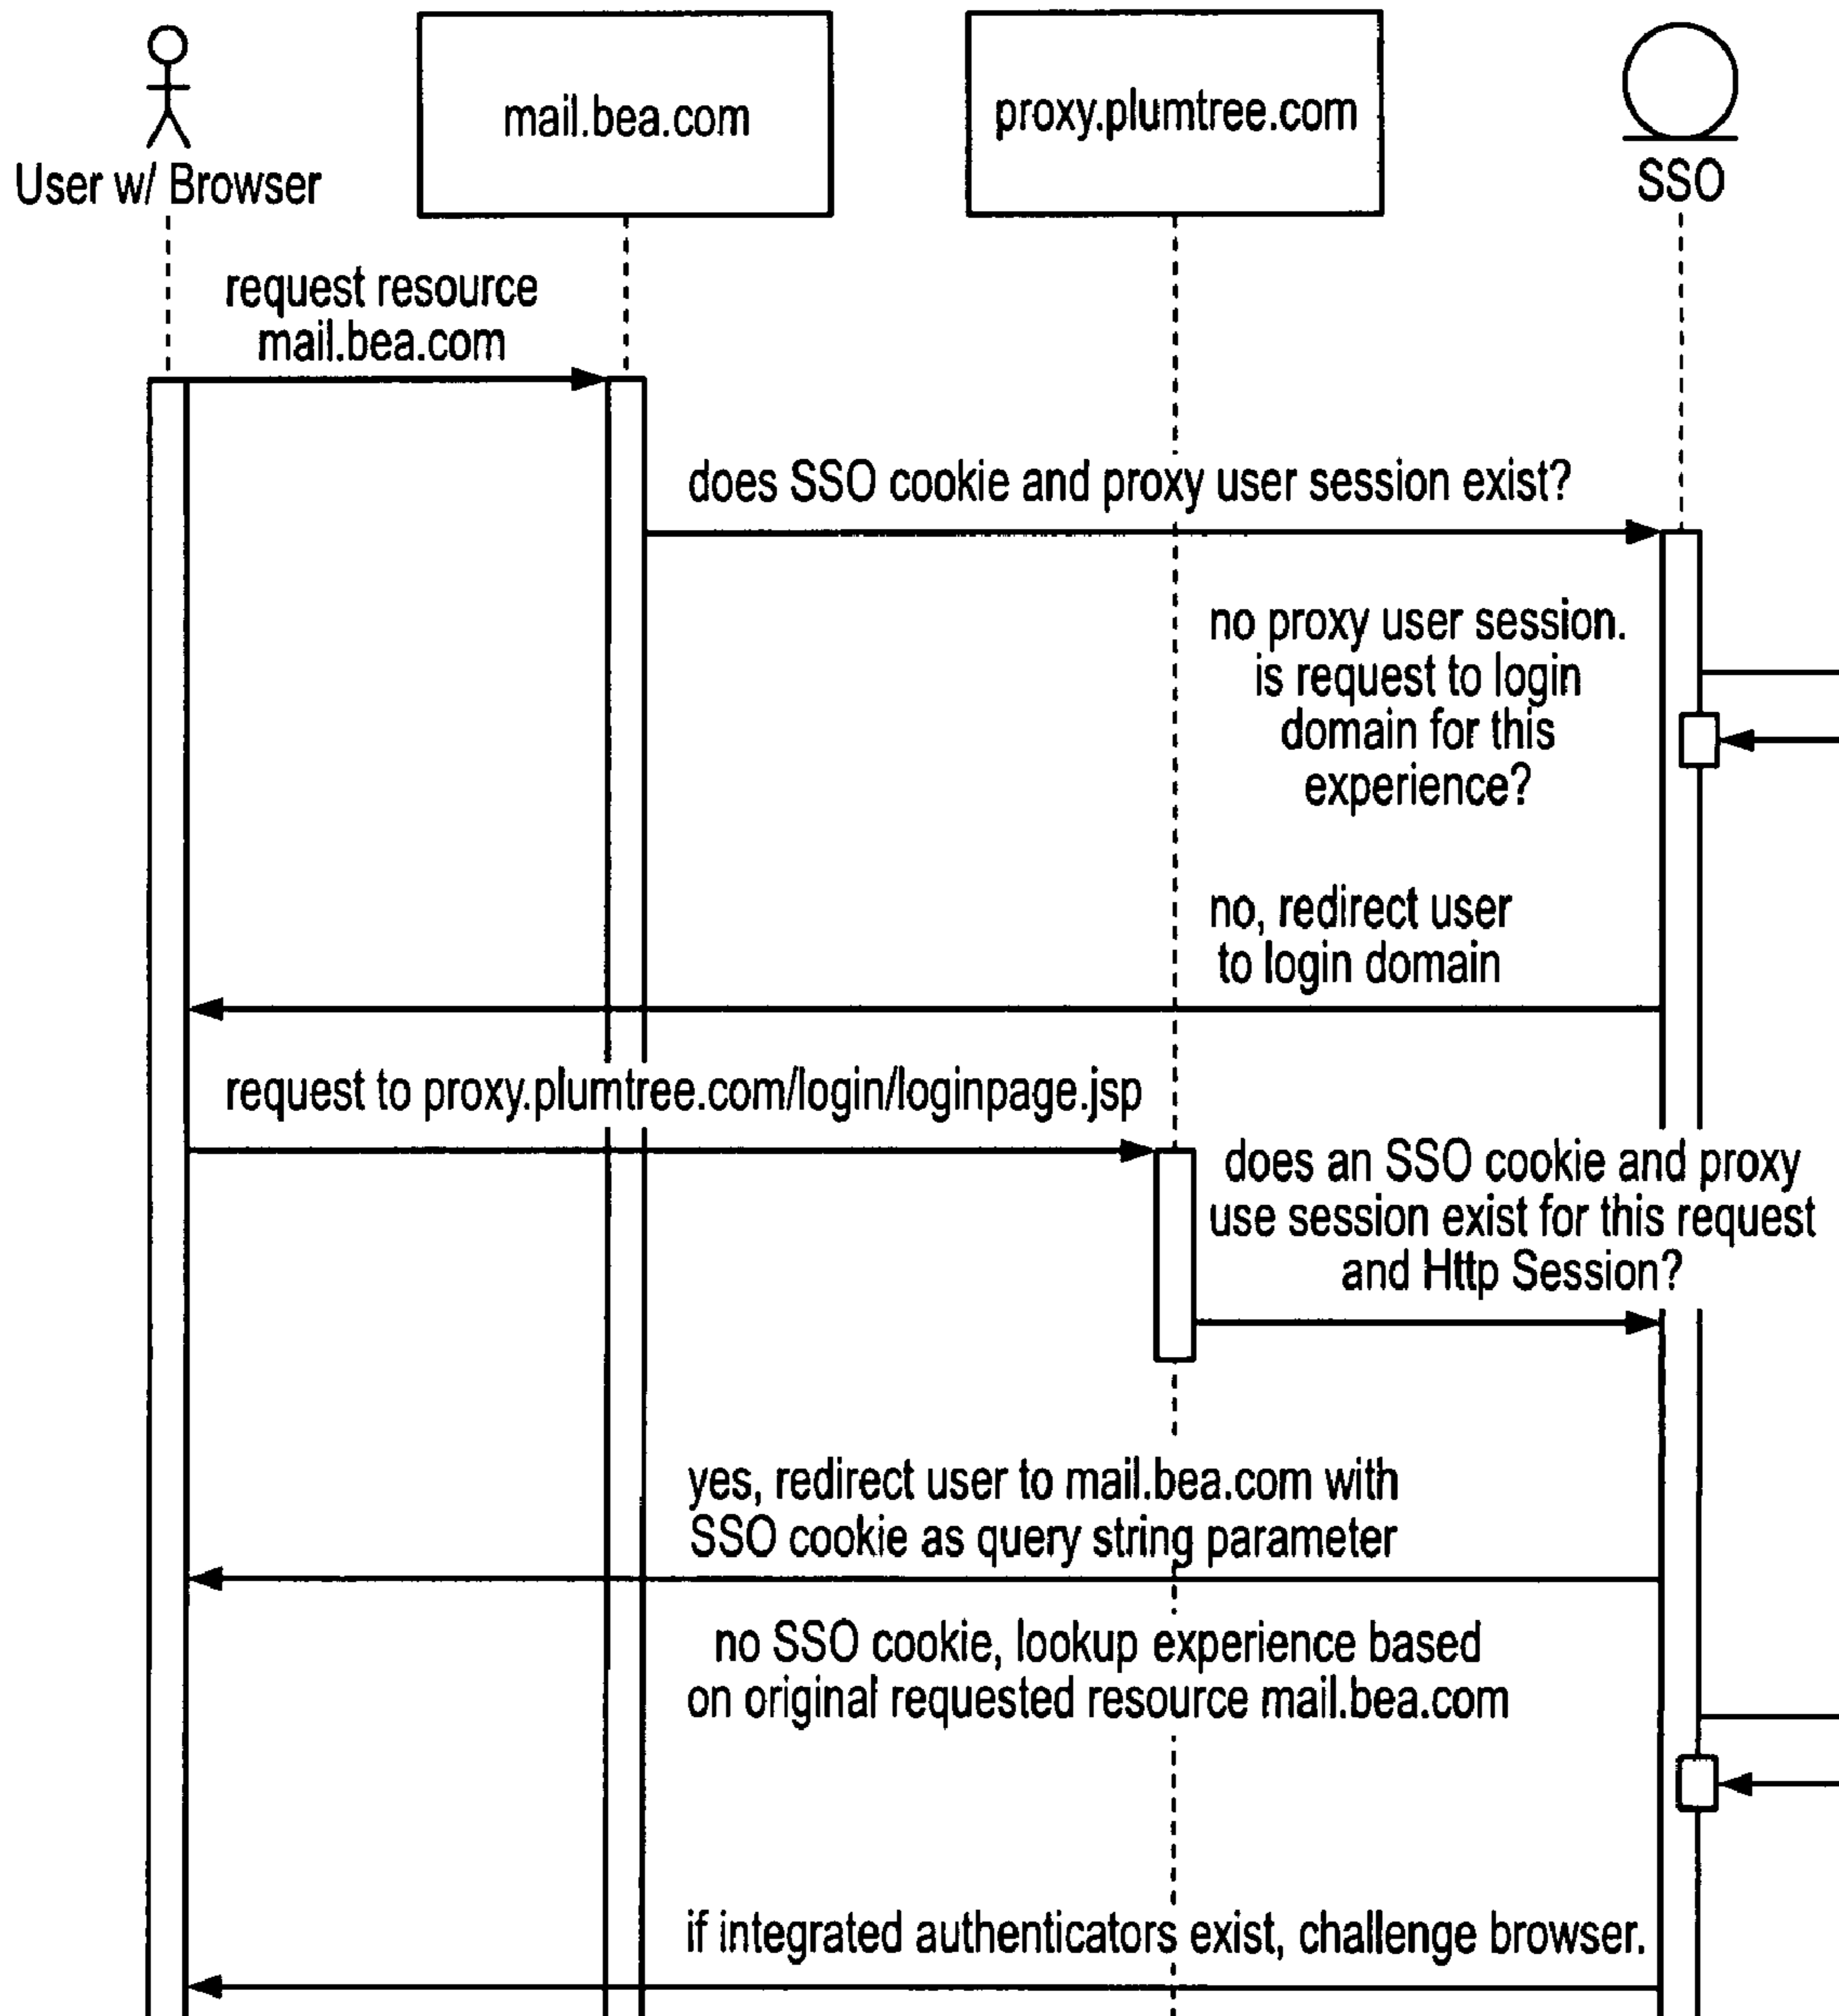 mail.bea.com
proxy.plumtree.com
User w/ Browser
SSO
request resource
mail.bea.com
does SSO cookie and proxy user session exist?
no proxy user session.
is request to login
domain for this
experience?
no, redirect user
to login domain
request to proxy.plumtree.com/login/loginpage.jsp
does an SSO cookie and proxy
use session exist for this request
and Http Session?
yes, redirect user to mail.bea.com with
SSO cookie as query string parameter
no SSO cookie, lookup experience based
on original requested resource mail.bea.com
if integrated authenticators exist, challenge browser.